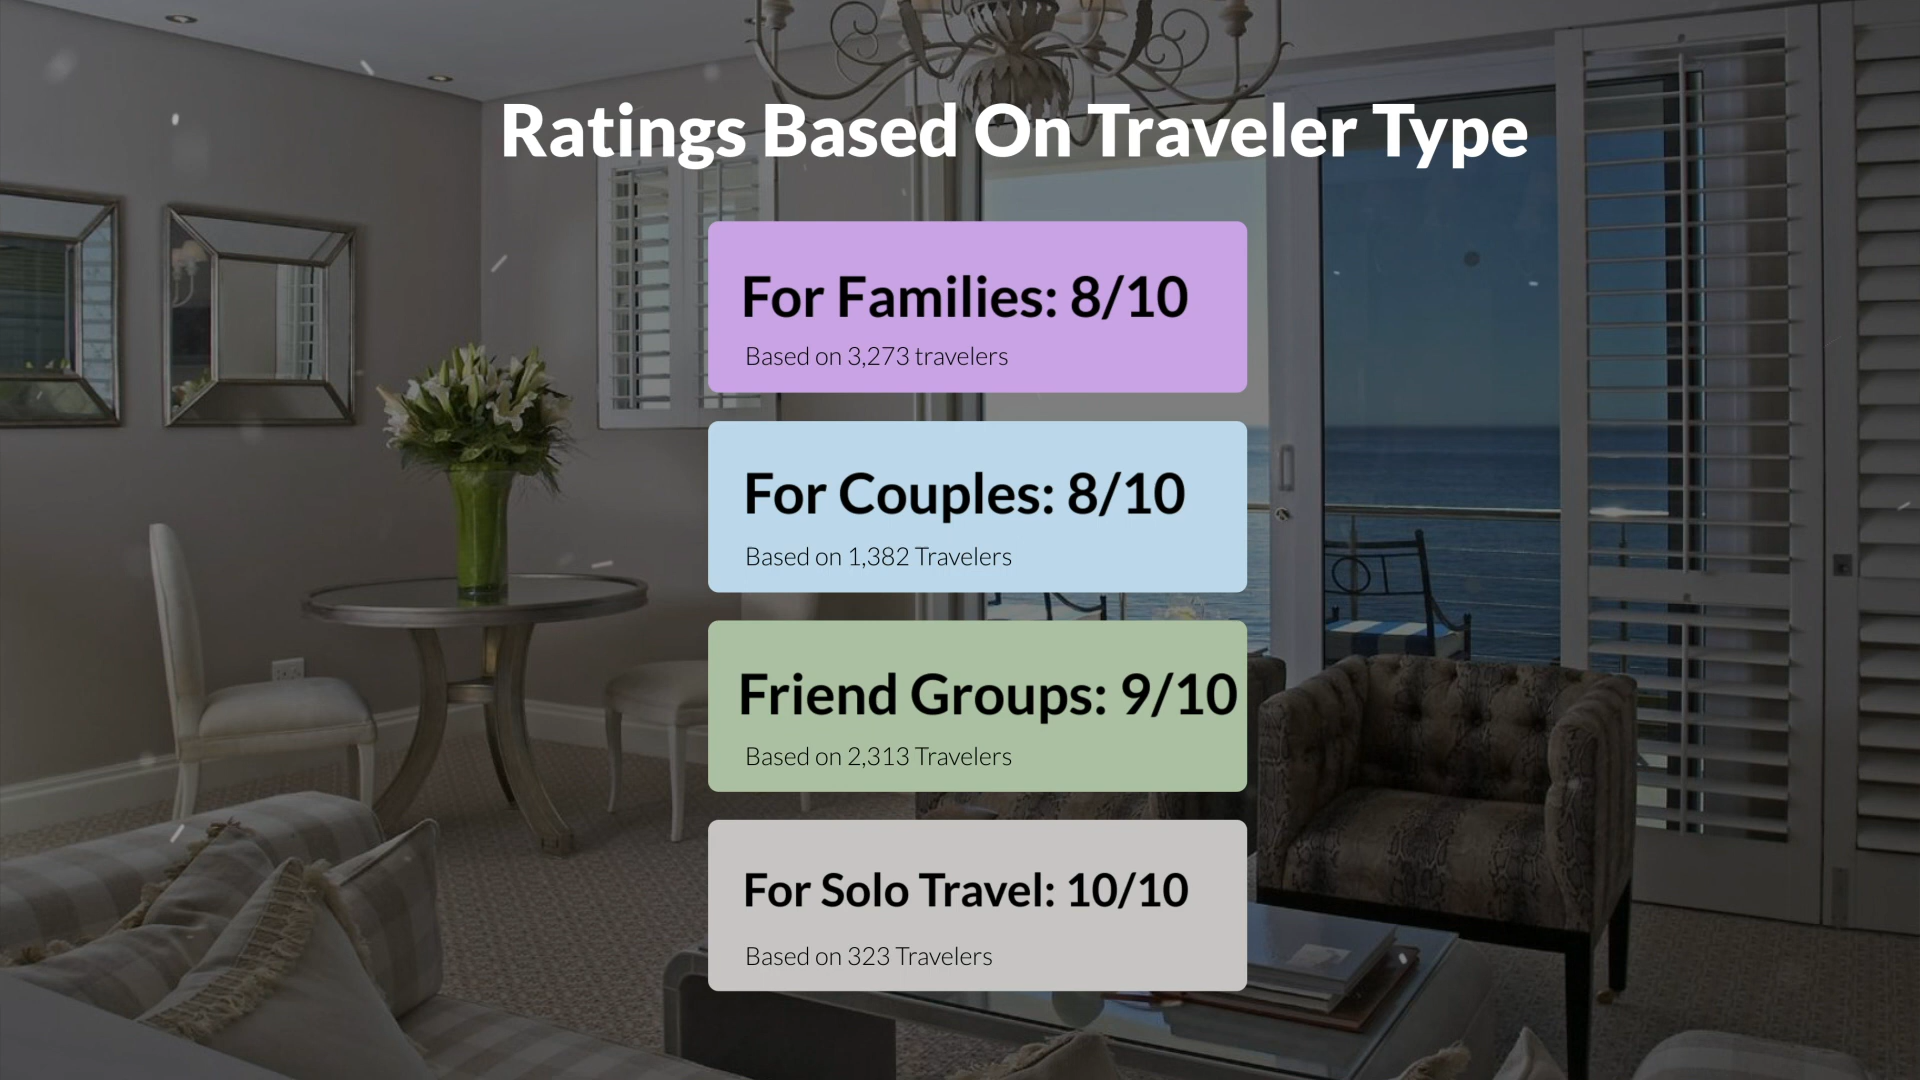 Ratings Based On Traveler Type
For Families: 8/10
Based on 3,273 travelers
For Couples: 8/10
Based on 1,382 Travelers
Friend Groups: 9/10
Based on 2,313 Travelers
For Solo Travel: 10/10
Based on 323 Travelers